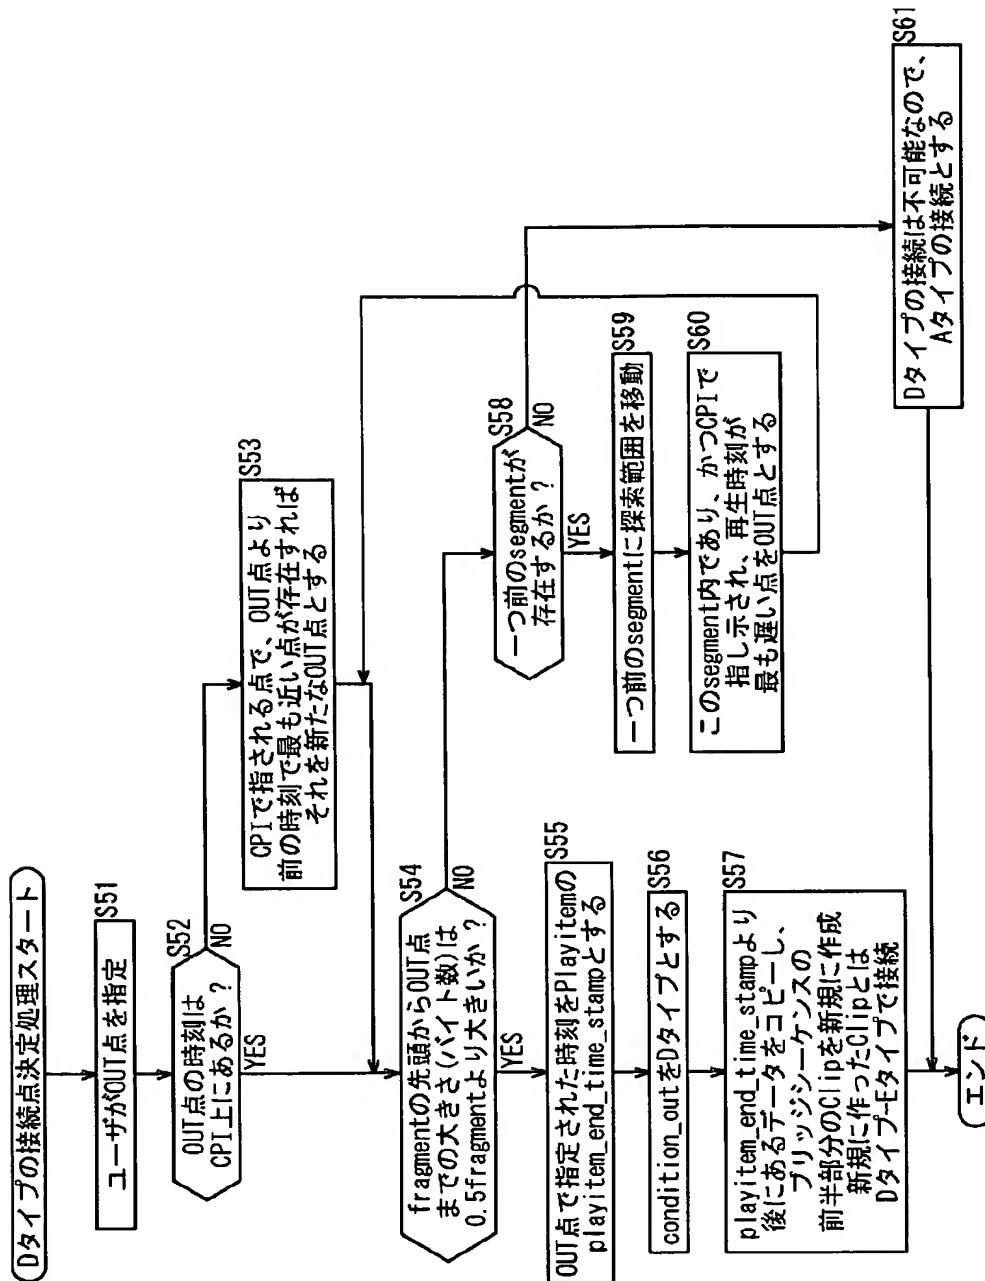 Dタイプの接続点決定処理スタート
S51
ユーザがOUT点を指定
S52
OUT点の時刻は
CPI上にあるか?
YES
NO
S53
CPIで指される点で、OUT点より
前の時刻で最も近い点が存在すれば
それを新たなOUT点とする
S54
fragmentの先頭からOUT点
までの大きさ(バイト数)は
0.5fragmentより大きいか?
YES
NO
S55
OUT点で指定された時刻をPlayitemの
playitem_end_time_stampとする
S56
condition_outをDタイプとする
S57
playitem_end_time_stampより
後にあるデータをコピーし、
ブリッジシーケンスの
前半部分のClipを新規に作成
新規に作ったClipとは
Dタイプ-Eタイプで接続
S58
一つ前のsegmentが
存在するか?
YES
NO
S59
一つ前のsegmentに探索範囲を移動
S60
このsegment内であり、かつCPIで
指し示され、再生時刻が
最も遅い点をOUT点とする
S61
Dタイプの接続は不可能なので、
Aタイプの接続とする
エンド